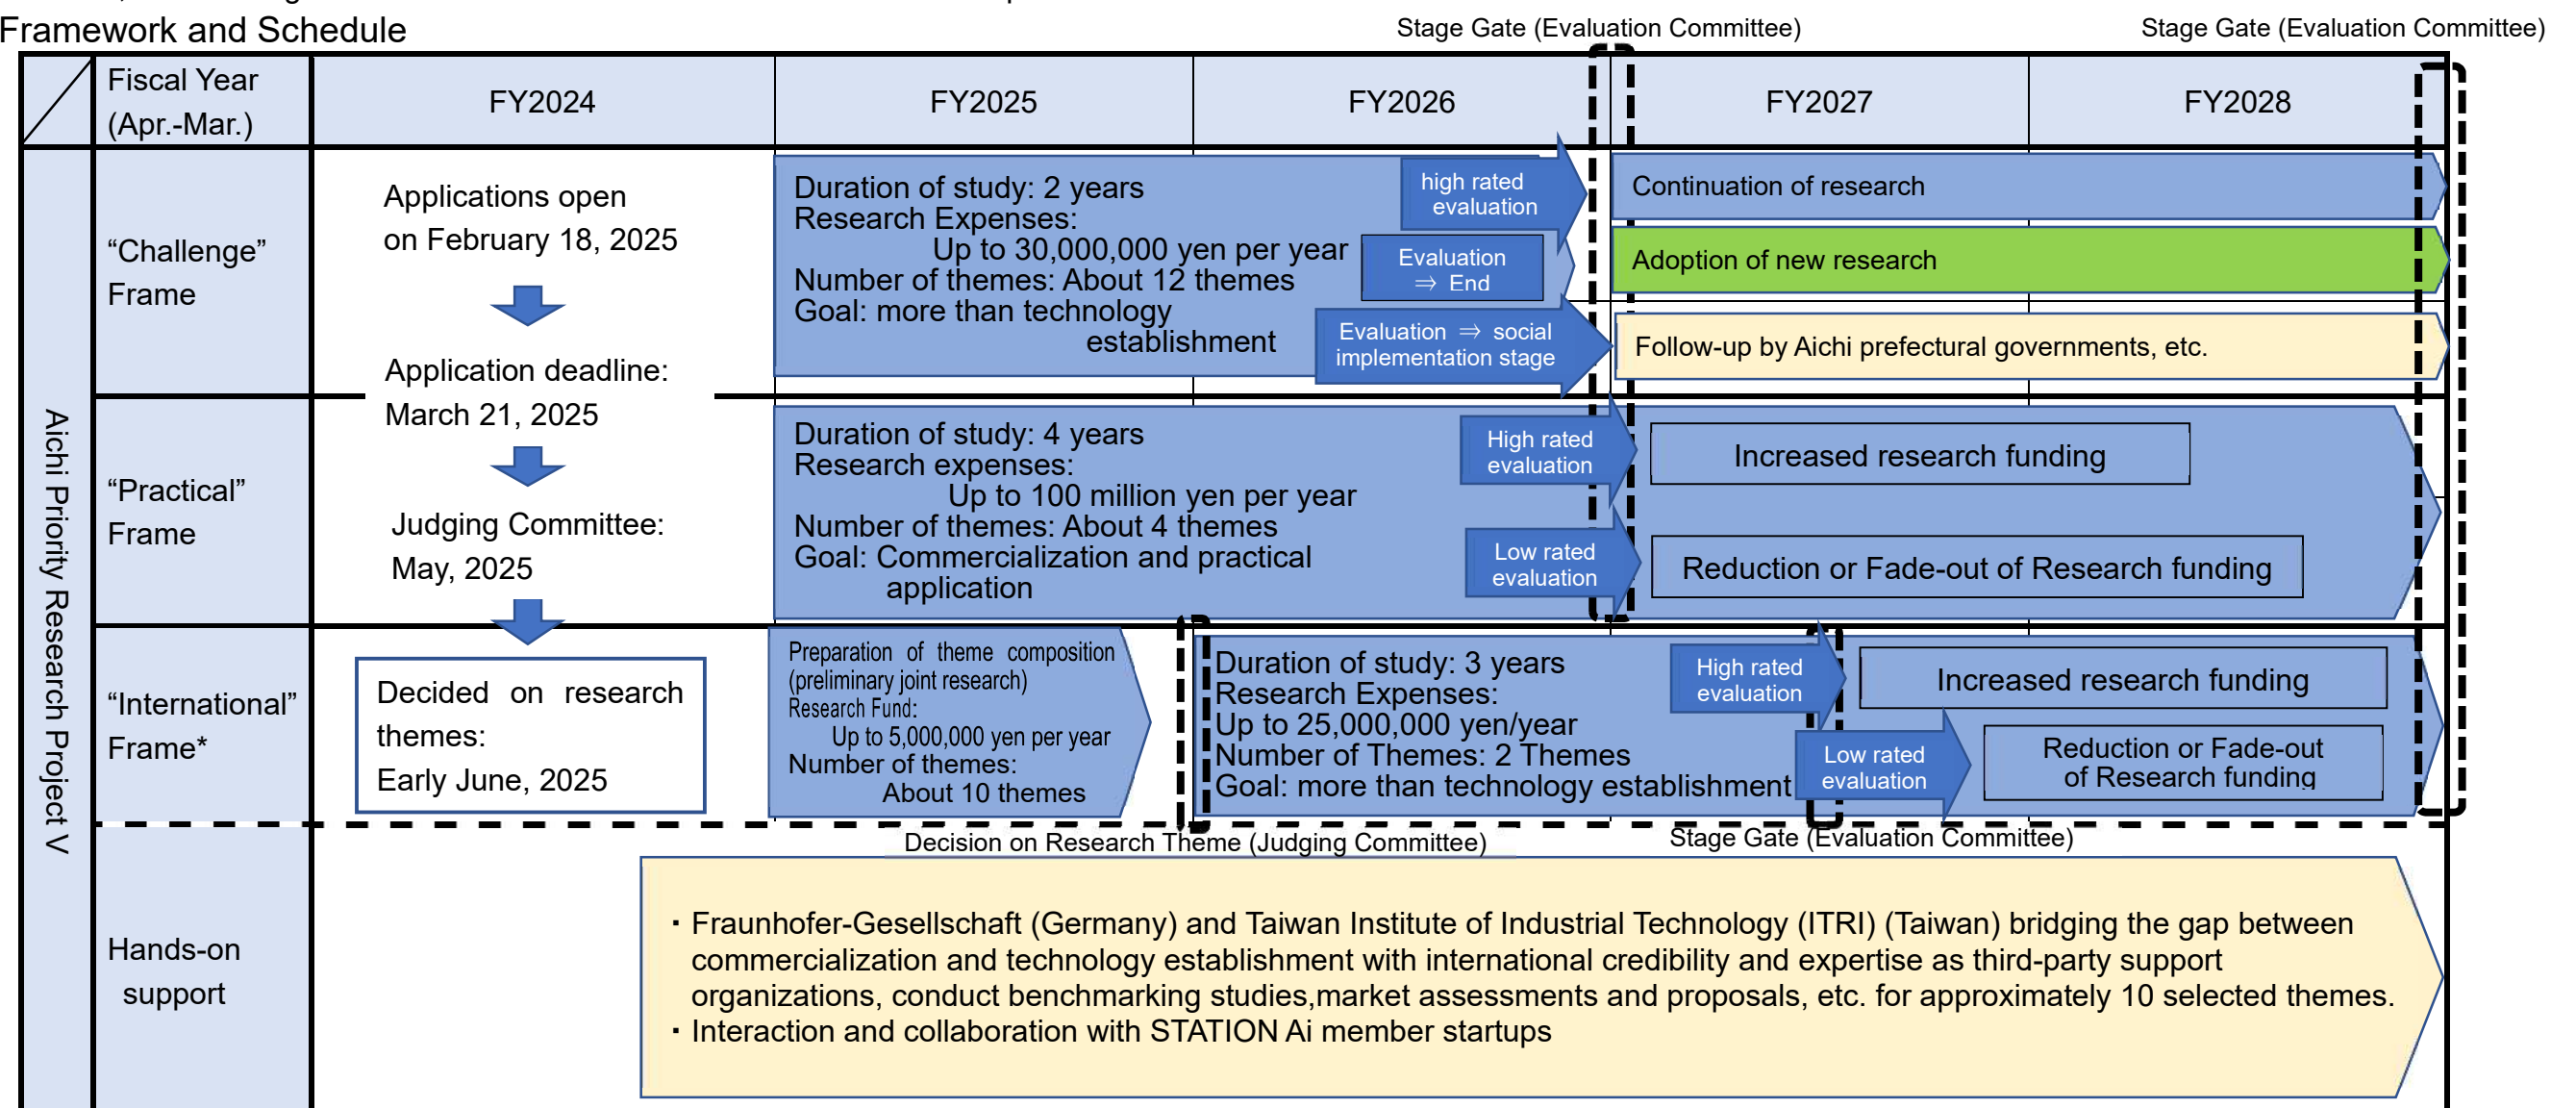 Framework and Schedule
Stage Gate (Evaluation Committee)
Stage Gate (Evaluation Committee)
Fiscal Year
(Apr.-Mar.)
FY2024
FY2025
FY2026
FY2027
FY2028
Aichi Priority Research Project V
“Challenge”
Frame
Applications open
on February 18, 2025
Application deadline:
March 21, 2025
Judging Committee:
May, 2025
Decided on research
themes:
Early June, 2025
Duration of study: 2 years
Research Expenses:
Up to 30,000,000 yen per year
Number of themes: About 12 themes
Goal: more than technology
establishment
high rated
evaluation
Evaluation
⇒ End
Evaluation ⇒ social
implementation stage
Continuation of research
Adoption of new research
Follow-up by Aichi prefectural governments, etc.
“Practical”
Frame
Duration of study: 4 years
Research expenses:
Up to 100 million yen per year
Number of themes: About 4 themes
Goal: Commercialization and practical
application
High rated
evaluation
Low rated
evaluation
Increased research funding
Reduction or Fade-out of Research funding
“International”
Frame*
Preparation of theme composition
(preliminary joint research)
Research Fund:
Up to 5,000,000 yen per year
Number of themes:
About 10 themes
Duration of study: 3 years
Research Expenses:
Up to 25,000,000 yen/year
Number of Themes: 2 Themes
Goal: more than technology establishment
High rated
evaluation
Low rated
evaluation
Increased research funding
Reduction or Fade-out
of Research funding
Decision on Research Theme (Judging Committee)
Stage Gate (Evaluation Committee)
Hands-on
support
・Fraunhofer-Gesellschaft (Germany) and Taiwan Institute of Industrial Technology (ITRI) (Taiwan) bridging the gap between
commercialization and technology establishment with international credibility and expertise as third-party support
organizations, conduct benchmarking studies,market assessments and proposals, etc. for approximately 10 selected themes.
・Interaction and collaboration with STATION Ai member startups